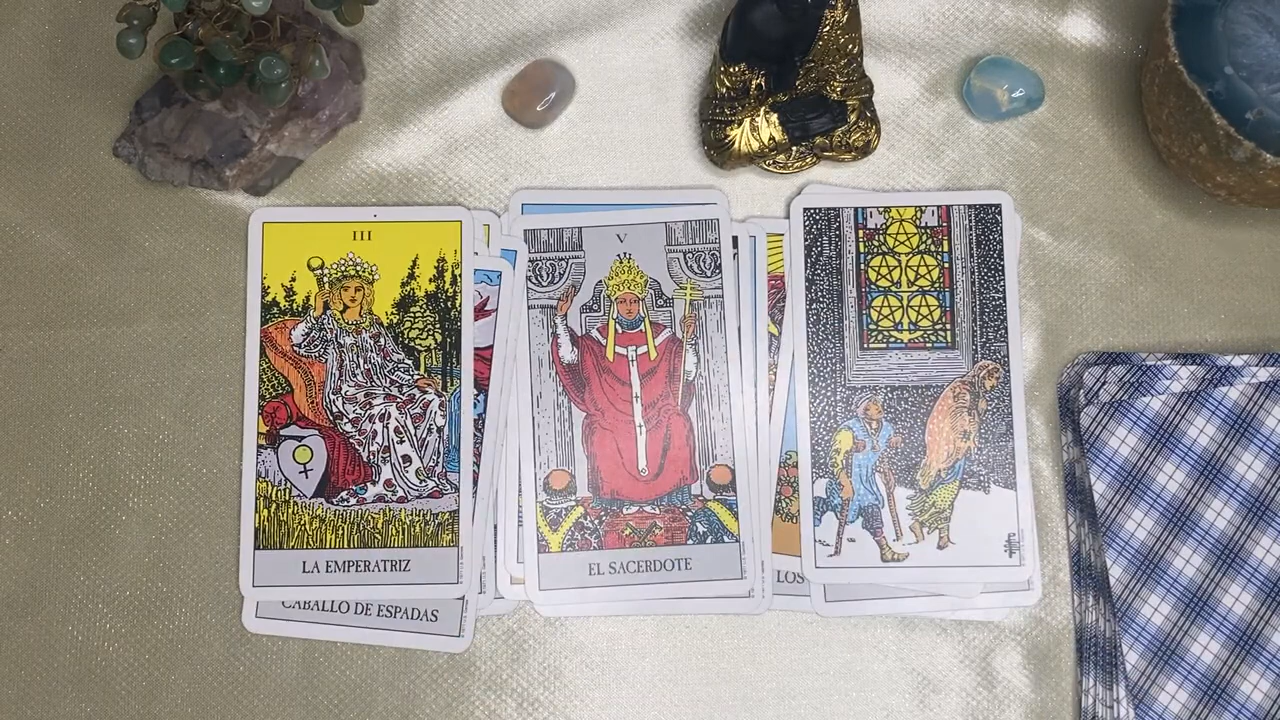 III
LA EMPERATRIZ
CABALLO DE ESPADAS
V
EL SACERDOTE
LOS